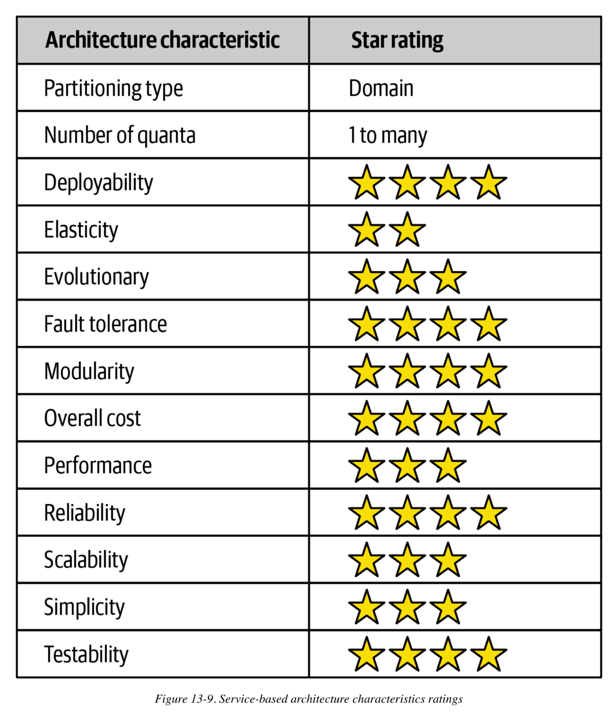 Architecture characteristic Star rating
Partitioning type Domain
Number of quanta 1 to many
Deployability
Elasticity
Evolutionary
Fault tolerance
Modularity
Overall cost
Performance
Reliability
Scalability
Simplicity
Testability
Figure 13-9. Service-based architecture characteristics ratings